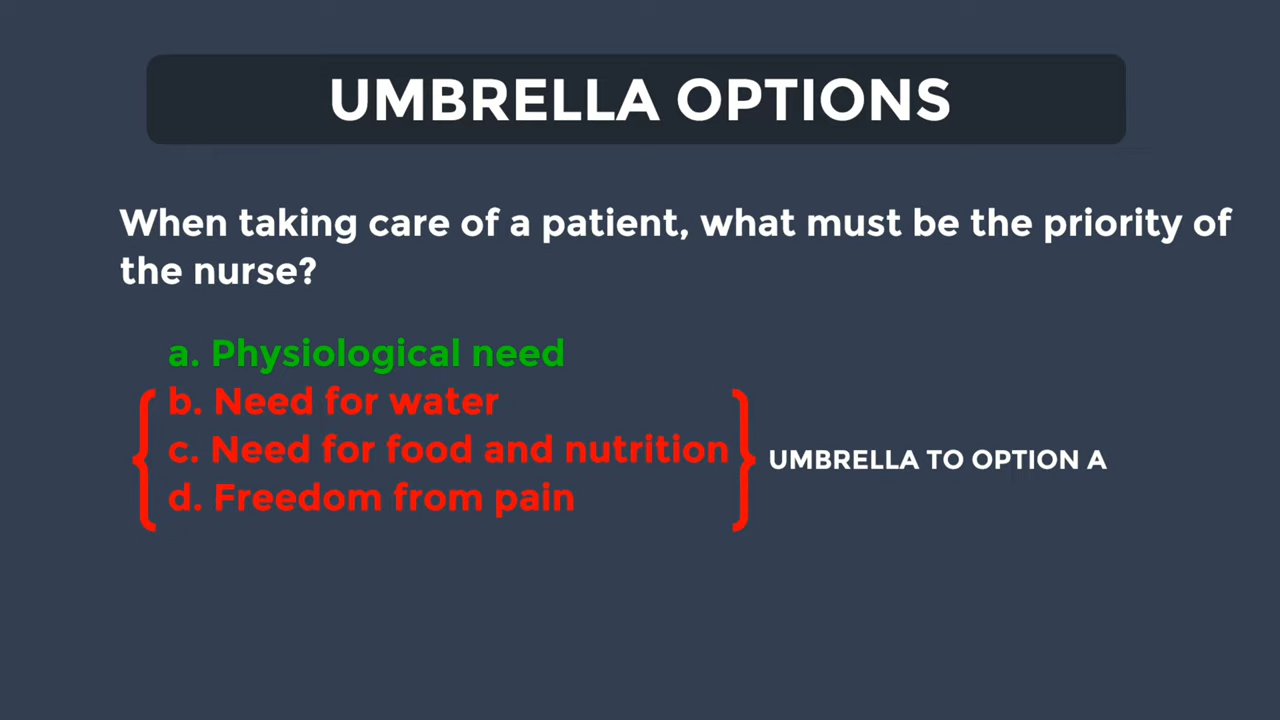 UMBRELLA OPTIONS
When taking care of a patient, what must be the priority of
the nurse?
a. Physiological need
b. Need for water
c. Need for food and nutrition
d. Freedom from pain
UMBRELLA TO OPTION A